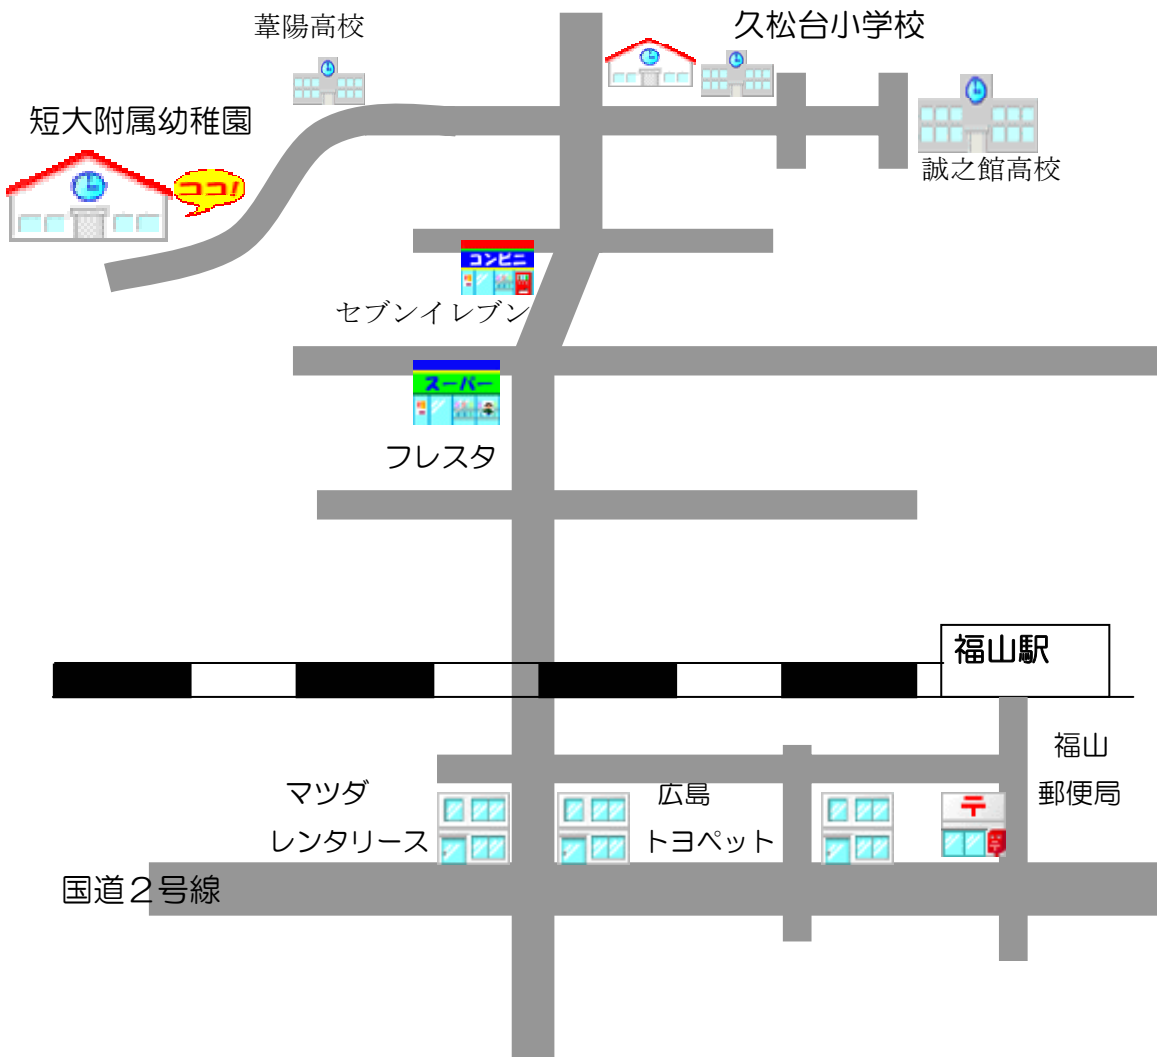 葦陽高校
久松台小学校
短大附属幼稚園
ココ!
誠之館高校
コンビニ
セブンイレブン
スーパー
フレスタ
福山駅
福山
郵便局
マツダ
レンタリース
広島
トヨペット
〒
国道2号線